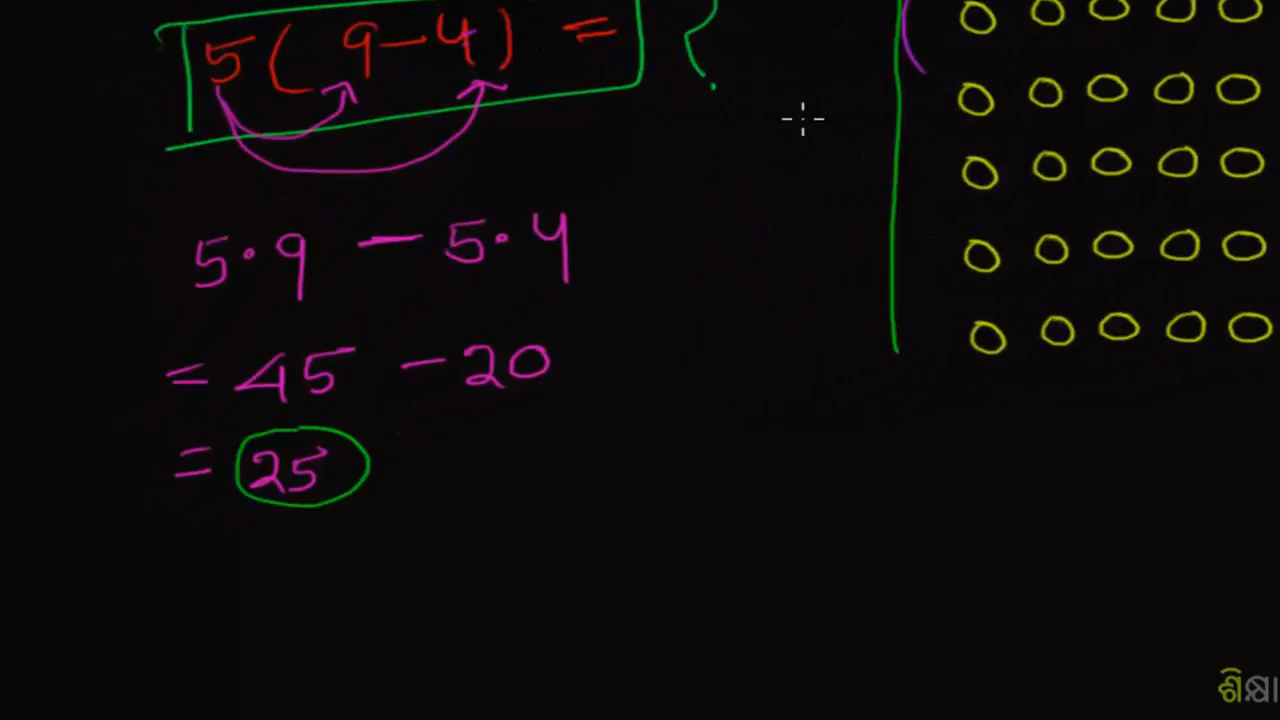 5(9-4) = ?
5·9 - 5·4
= 45 - 20
= 25
ଶିକ୍ଷା